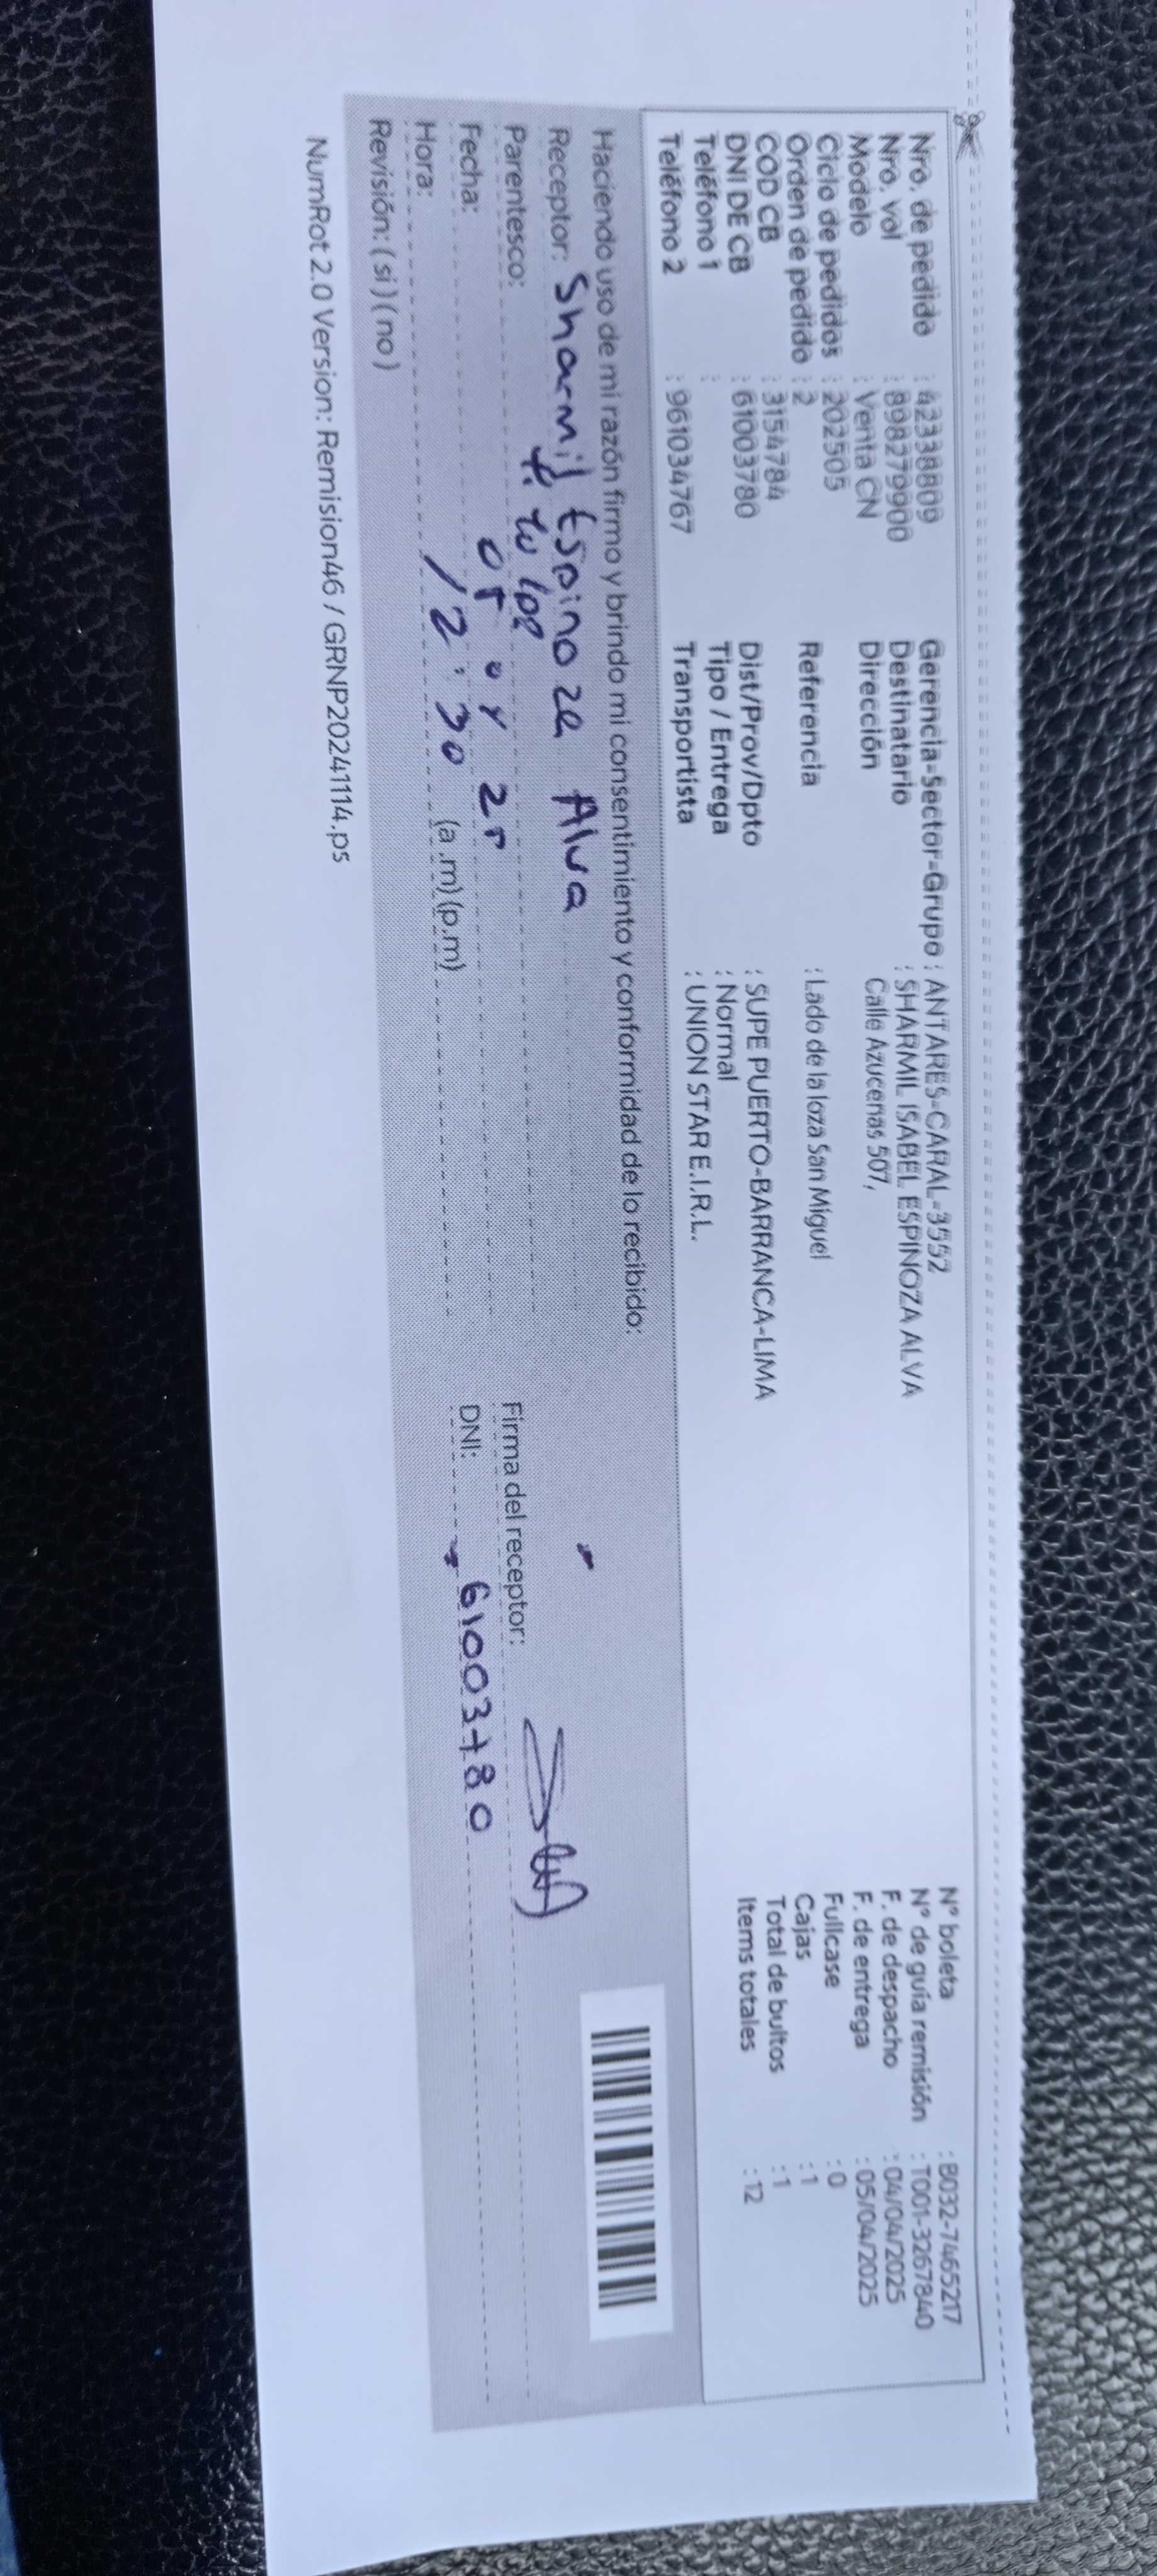 Nro. de pedido : 42338809
Nro. vol : 898279900
Modelo : Venta CN
Ciclo de pedidos : 202505
Orden de pedido : 2
COD CB : 3154784
DNI DE CB : 61003780
Teléfono 1 :
Teléfono 2 : 961034767
Gerencia-Sector-Grupo : ANTARES-CARAL-3552
Destinatario : SHARMIL ISABEL ESPINOZA ALVA
Dirección Calle Azucenas 507,
Referencia : Lado de la loza San Miguel
Dist/Prov/Dpto : SUPE PUERTO-BARRANCA-LIMA
Tipo / Entrega : Normal
Transportista : UNION STAR E.I.R.L.
N° boleta : B032-7465217
N° de guía remisión : T001-3267840
F. de despacho : 04/04/2025
F. de entrega : 05/04/2025
Fullcase : 0
Cajas : 1
Total de bultos : 1
Items totales : 12
Haciendo uso de mi razón firmo y brindo mi consentimiento y conformidad de lo recibido:
Receptor: Sharmil Espinoza Alva
Parentesco:
Fecha: 05 04 25
Hora: 12:30 (a.m) (p.m)
Revisión: ( si ) ( no )
Firma del receptor:
DNI: 61003780
NumRot 2.0 Version: Remision46 / GRNP20241114.ps